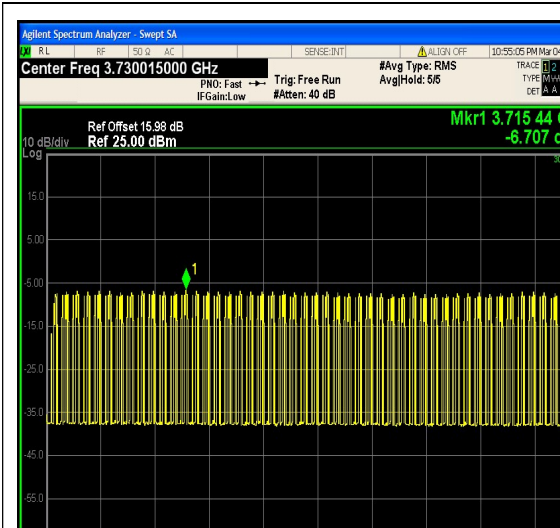 Agilent Spectrum Analyzer - Swept SA
RL RF 50 Ω AC SENSE:INT ALIGN OFF 10:55:05 PM Mar 04
Center Freq 3.730015000 GHz
PNO: Fast
IFGain:Low
Trig: Free Run
#Atten: 40 dB
#Avg Type: RMS
Avg|Hold: 5/5
TRACE 1 2
TYPE M
DET A A
Mkr1 3.715 44 G
-6.707 d
Ref Offset 15.98 dB
10 dB/div Ref 25.00 dBm
Log
15.0
5.00
1
-5.00
-15.0
-25.0
-35.0
-45.0
-55.0